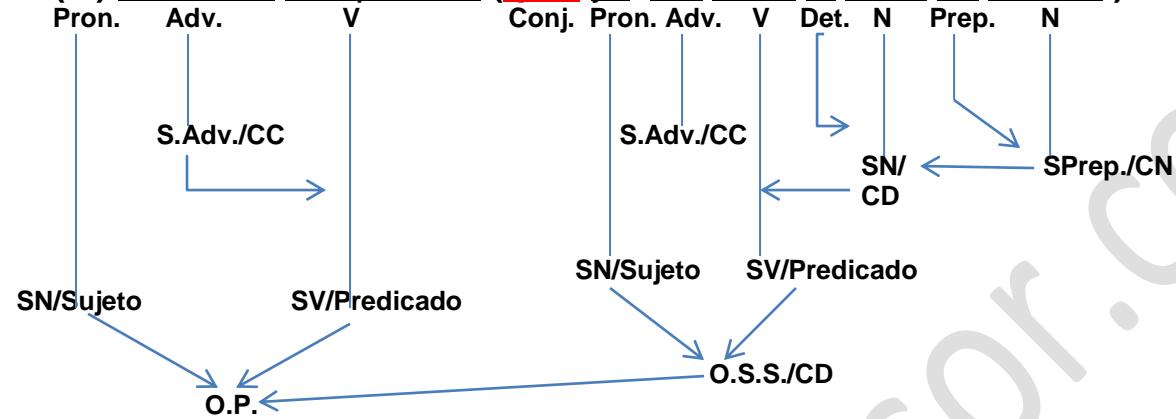 Pron. Adv. V Conj. Pron. Adv. V Det. N Prep. N
S.Adv./CC S.Adv./CC
SN/ SPrep./CN
CD
SN/Sujeto SV/Predicado
SN/Sujeto SV/Predicado
O.S.S./CD
O.P.